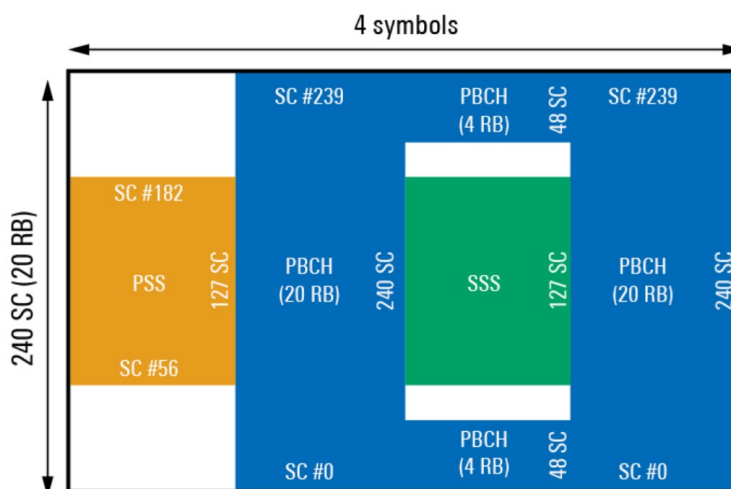 4 symbols
240 SC (20 RB)
SC #182
PSS
127 SC
SC #56
SC #239
PBCH
(20 RB)
240 SC
SC #0
PBCH
(4 RB)
48 SC
SSS
127 SC
PBCH
(4 RB)
48 SC
SC #239
PBCH
(20 RB)
240 SC
SC #0